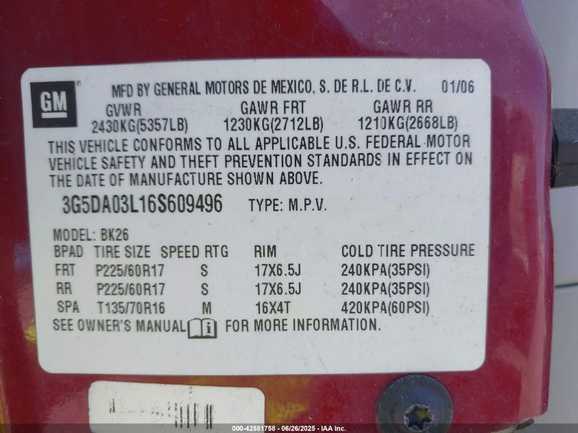 GM
MFD BY GENERAL MOTORS DE MEXICO, S. DE R.L. DE C.V. 01/06
GVWR GAWR FRT GAWR RR
2430KG(5357LB) 1230KG(2712LB) 1210KG(2668LB)
THIS VEHICLE CONFORMS TO ALL APPLICABLE U.S. FEDERAL MOTOR
VEHICLE SAFETY AND THEFT PREVENTION STANDARDS IN EFFECT ON
THE DATE OF MANUFACTURE SHOWN ABOVE.
3G5DA03L16S609496 TYPE: M.P.V.
MODEL: BK26
BPAD TIRE SIZE SPEED RTG RIM COLD TIRE PRESSURE
FRT P225/60R17 S 17X6.5J 240KPA(35PSI)
RR P225/60R17 S 17X6.5J 240KPA(35PSI)
SPA T135/70R16 M 16X4T 420KPA(60PSI)
SEE OWNER'S MANUAL FOR MORE INFORMATION.
000-42581758 - 06/26/2025 - IAA Inc.